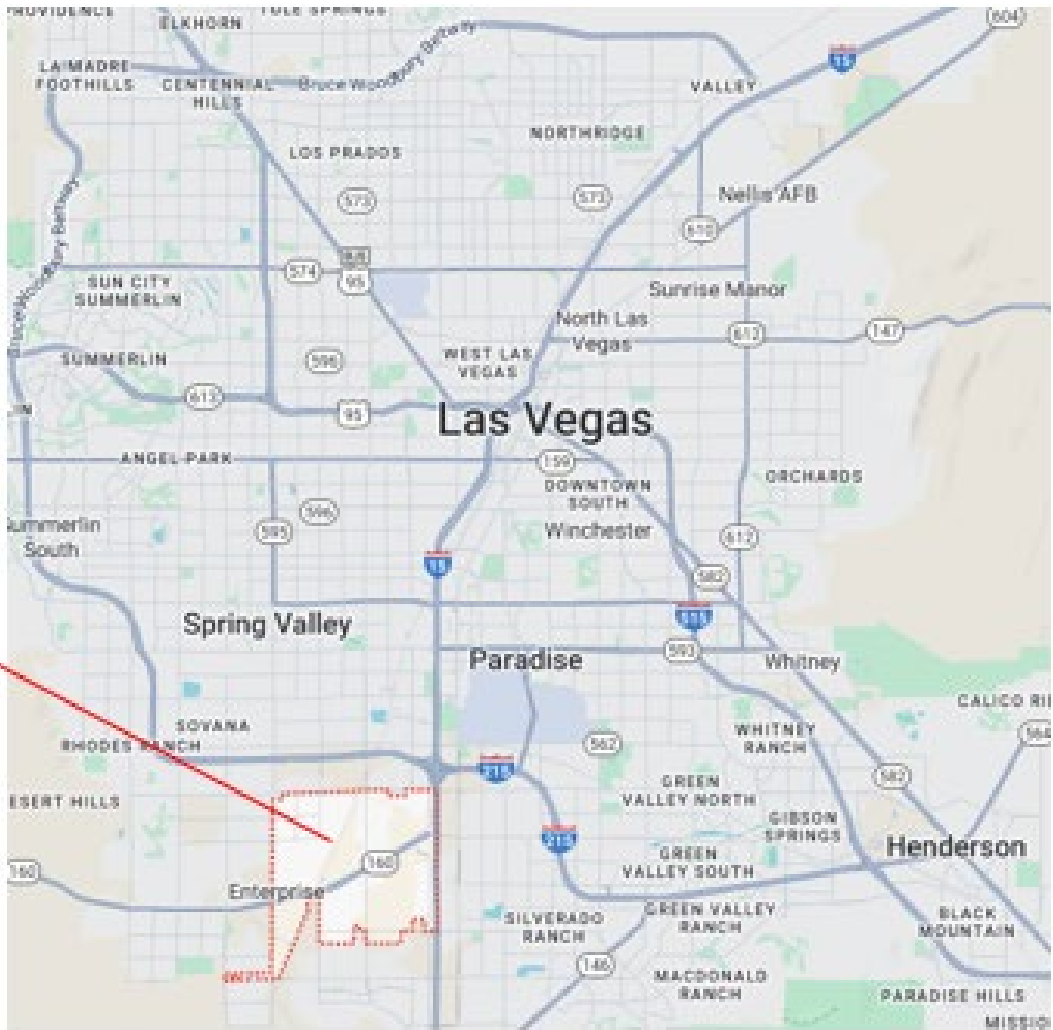 ROVIDENCE
TULE SPRINGS
ELKHORN
604
LA MADRE
FOOTHILLS
CENTENNIAL
HILLS
Bruce Woodbury Beltway
VALLEY
15
NORTHRIDGE
LOS PRADOS
573
573
Nellis AFB
610
Bruce Woodbury Beltway
574
95
SUN CITY
SUMMERLIN
Sunrise Manor
North Las
Vegas
612
147
SUMMERLIN
596
WEST LAS
VEGAS
613
95
LIN
Las Vegas
ANGEL PARK
159
ORCHARDS
DOWNTOWN
SOUTH
Summerlin
South
596
595
Winchester
612
15
582
515
Spring Valley
593
Paradise
Whitney
CALICO RI
SOVANA
RHODES RANCH
562
WHITNEY
RANCH
564
215
582
ESERT HILLS
GREEN
VALLEY NORTH
GIBSON
SPRINGS
215
Henderson
160
160
GREEN
VALLEY SOUTH
Enterprise
SILVERADO
RANCH
GREEN VALLEY
RANCH
BLACK
MOUNTAIN
146
MACDONALD
RANCH
PARADISE HILLS
MISSIO